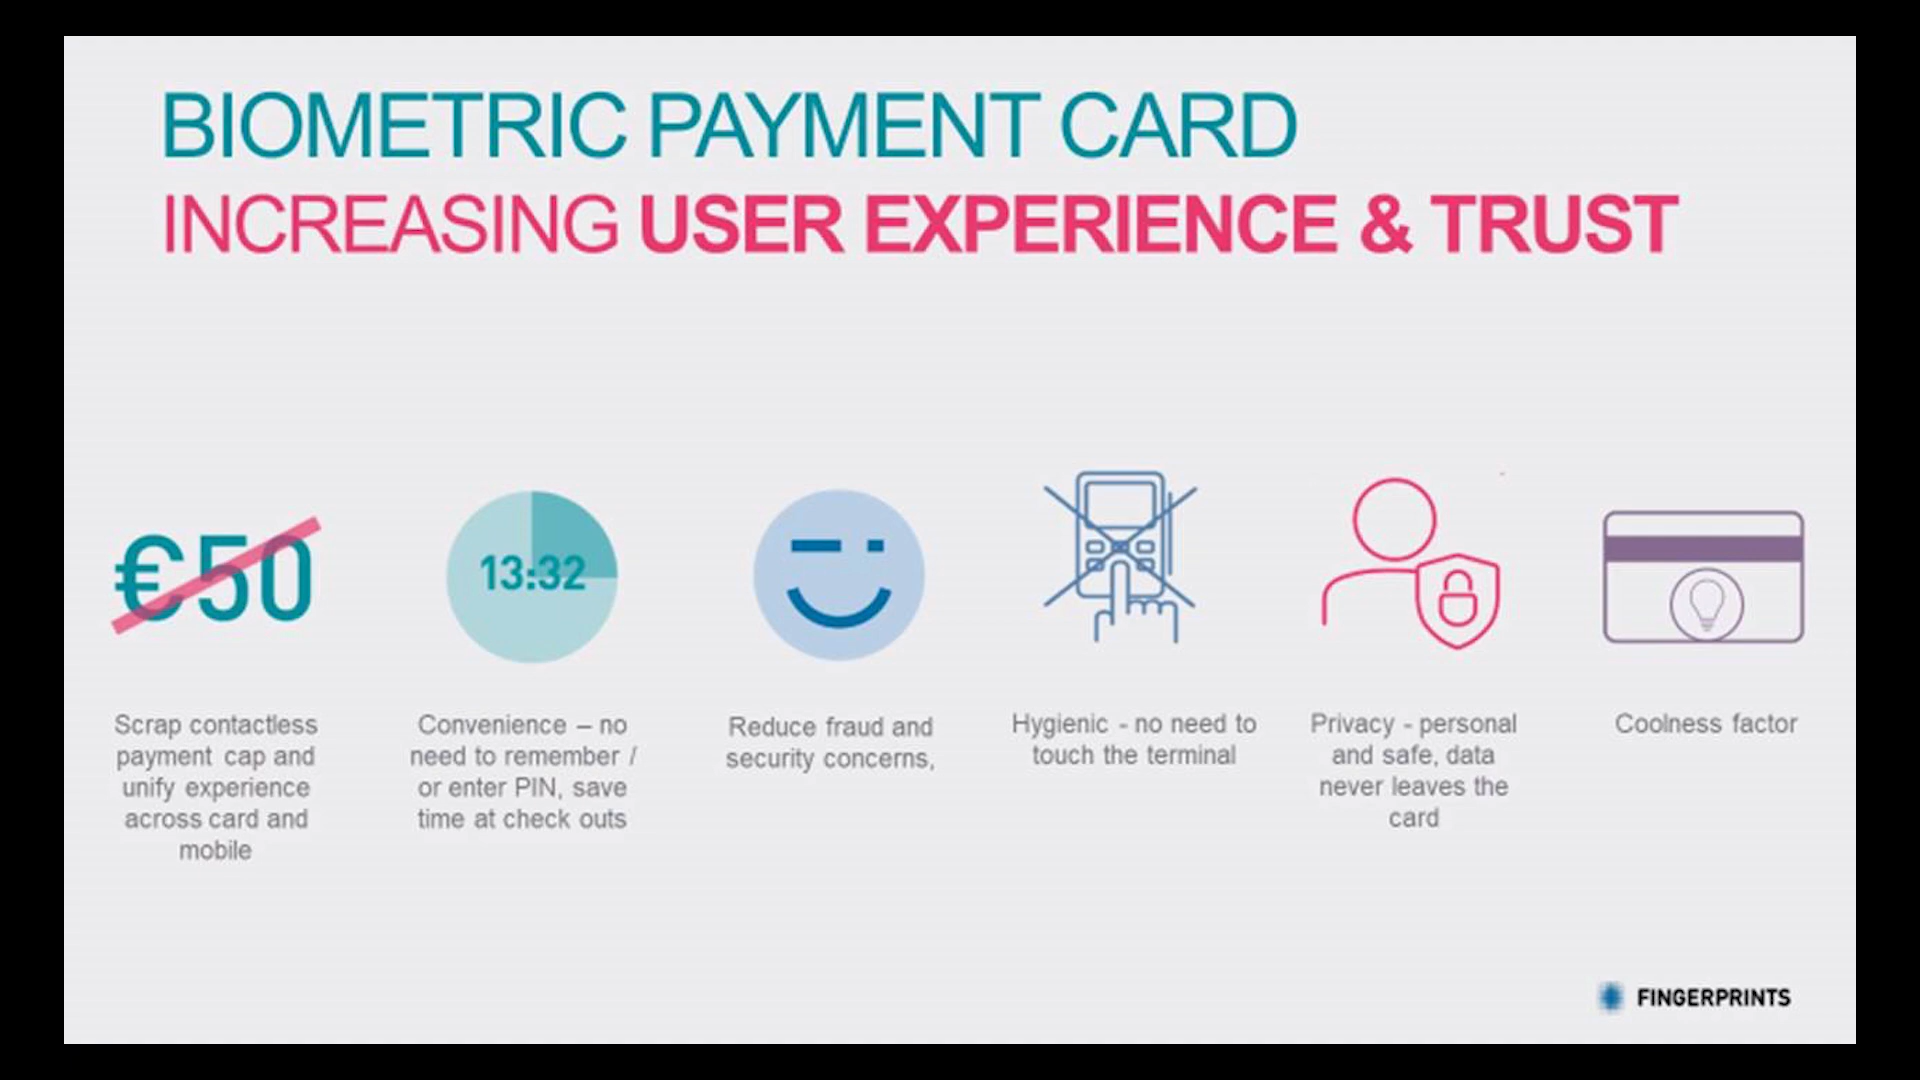 BIOMETRIC PAYMENT CARD
INCREASING USER EXPERIENCE & TRUST
€50
Scrap contactless
payment cap and
unify experience
across card and
mobile
13:32
Convenience – no
need to remember /
or enter PIN, save
time at check outs
Reduce fraud and
security concerns,
Hygienic - no need to
touch the terminal
Privacy - personal
and safe, data
never leaves the
card
Coolness factor
FINGERPRINTS